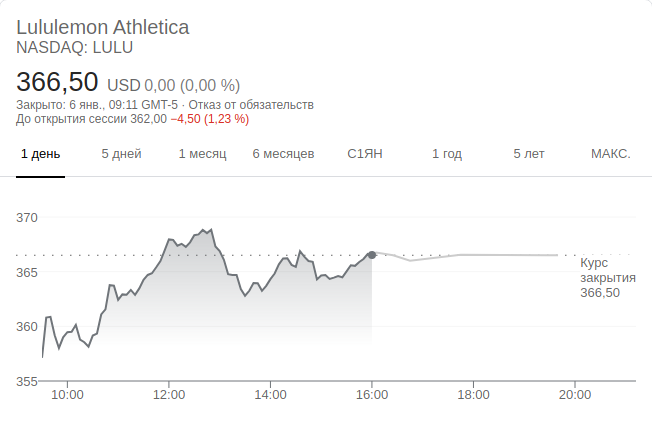 Lululemon Athletica
NASDAQ: LULU
366,50 USD 0,00 (0,00 %)
Закрыто: 6 янв., 09:11 GMT-5 · Отказ от обязательств
До открытия сессии 362,00 −4,50 (1,23 %)
1 день 5 дней 1 месяц 6 месяцев С1ЯН 1 год 5 лет МАКС.
370
365
360
355
Курс
закрытия
366,50
10:00 12:00 14:00 16:00 18:00 20:00